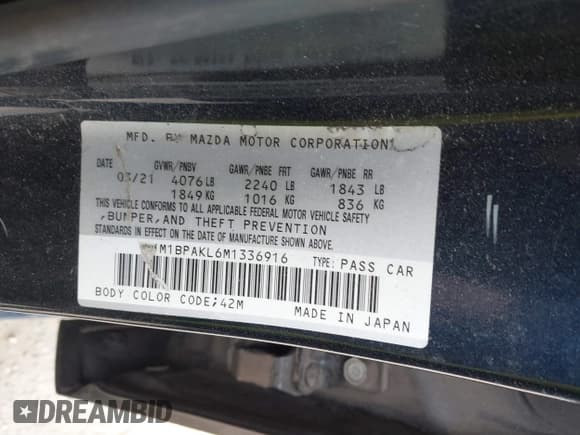 MFD. BY MAZDA MOTOR CORPORATION
DATE GVWR/PNBV GAWR/PNBE FRT GAWR/PNBE RR
03/21 4076 LB 2240 LB 1843 LB
1849 KG 1016 KG 836 KG
THIS VEHICLE CONFORMS TO ALL APPLICABLE FEDERAL MOTOR VEHICLE SAFETY
,BUMPER,AND THEFT PREVENTION
STANDARDS IN EFFECT ON THE DATE OF MANUFACTURE SHOWN ABOVE.
M1BPAKL6M1336916 TYPE: PASS CAR
BODY COLOR CODE;42M MADE IN JAPAN
DREAMBID